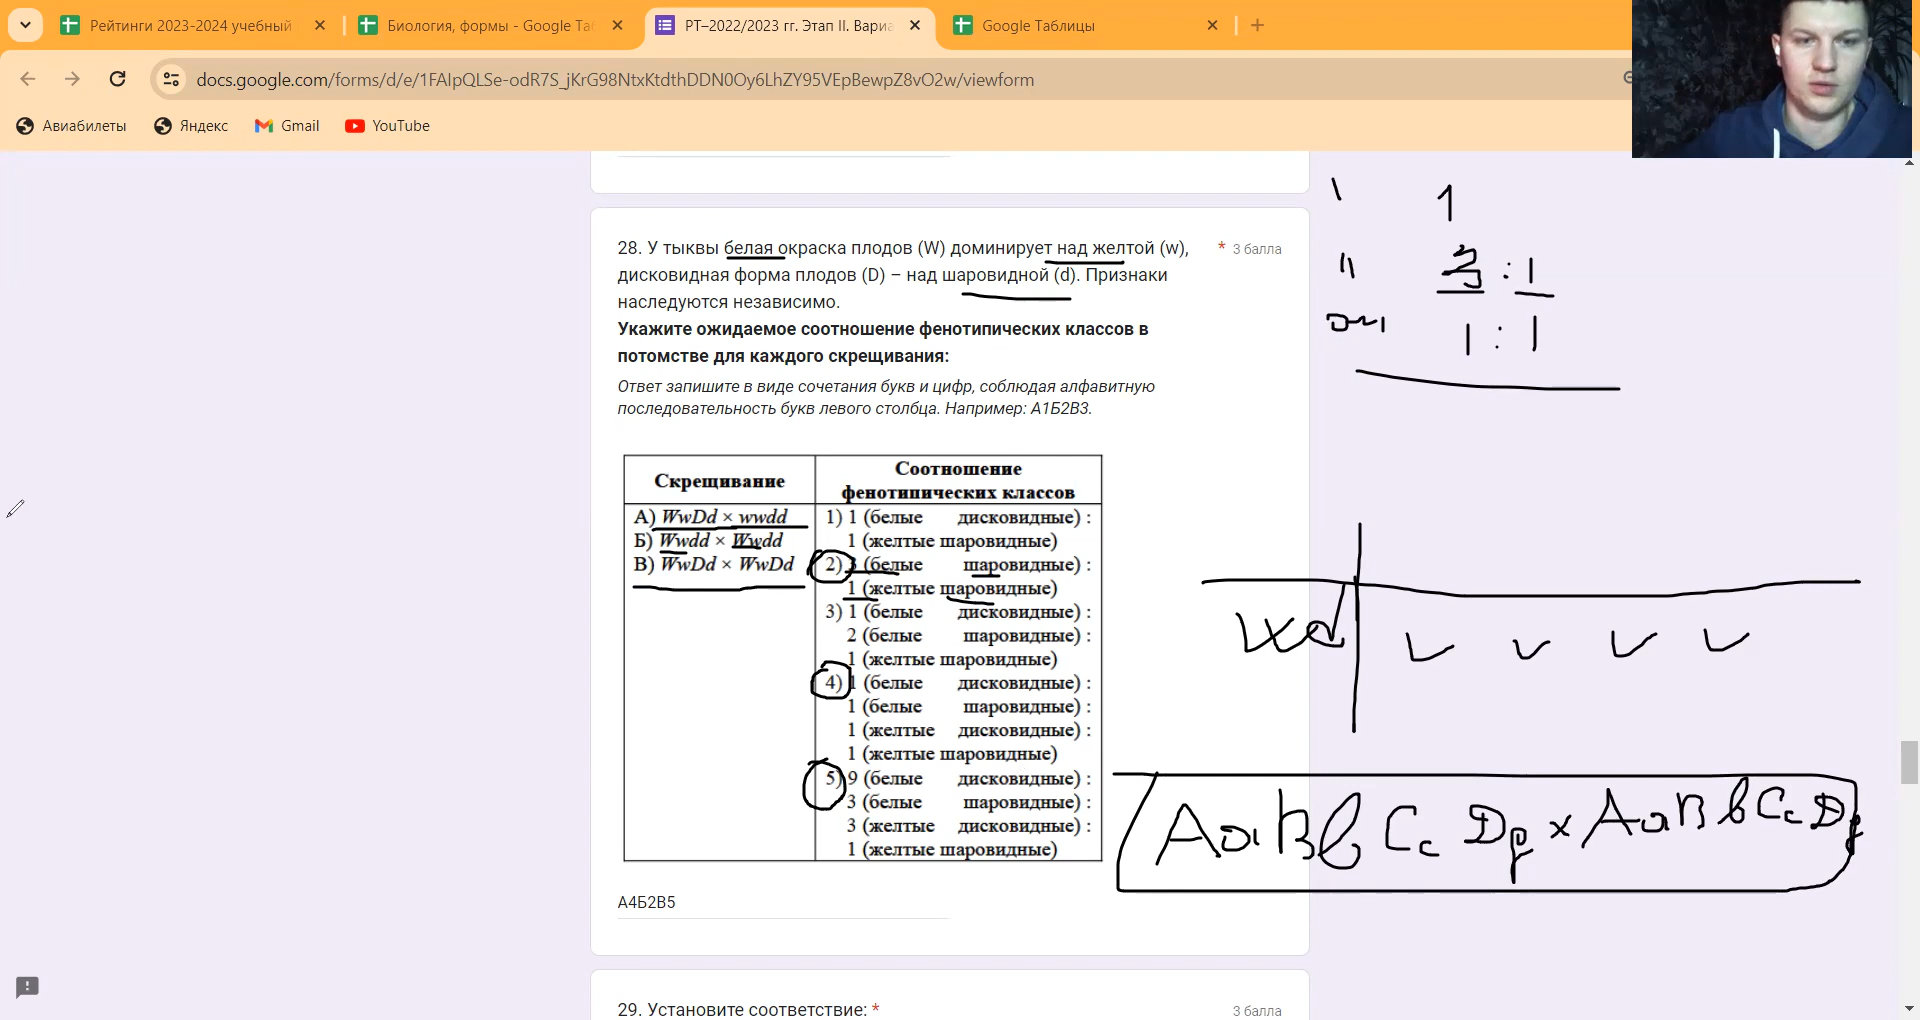 Рейтинги 2023-2024 учебный
Биология, формы - Google Таб
РТ–2022/2023 гг. Этап II. Вариа
Google Таблицы
docs.google.com/forms/d/e/1FAIpQLSe-odR7S_jKrG98NtxKtdthDDN0Oy6LhZY95VEpBewpZ8vO2w/viewform
Авиабилеты
Яндекс
Gmail
YouTube
28. У тыквы белая окраска плодов (W) доминирует над желтой (w),
* 3 балла
дисковидная форма плодов (D) – над шаровидной (d). Признаки
наследуются независимо.
Укажите ожидаемое соотношение фенотипических классов в
потомстве для каждого скрещивания:
Ответ запишите в виде сочетания букв и цифр, соблюдая алфавитную
последовательность букв левого столбца. Например: А1Б2В3.
Скрещивание
Соотношение
фенотипических классов
А) WwDd × wwdd
Б) Wwdd × Wwdd
В) WwDd × WwDd
1) 1 (белые дисковидные) :
1 (желтые шаровидные)
2) 3 (белые шаровидные) :
1 (желтые шаровидные)
3) 1 (белые дисковидные) :
2 (белые шаровидные) :
1 (желтые шаровидные)
4) 1 (белые дисковидные) :
1 (белые шаровидные) :
1 (желтые дисковидные) :
1 (желтые шаровидные)
5) 9 (белые дисковидные) :
3 (белые шаровидные) :
3 (желтые дисковидные) :
1 (желтые шаровидные)
А4Б2В5
29. Установите соответствие: *
3 балла
1
3 : 1
1 : 1
Wd
AaBbCcDd × AaBbCcDd